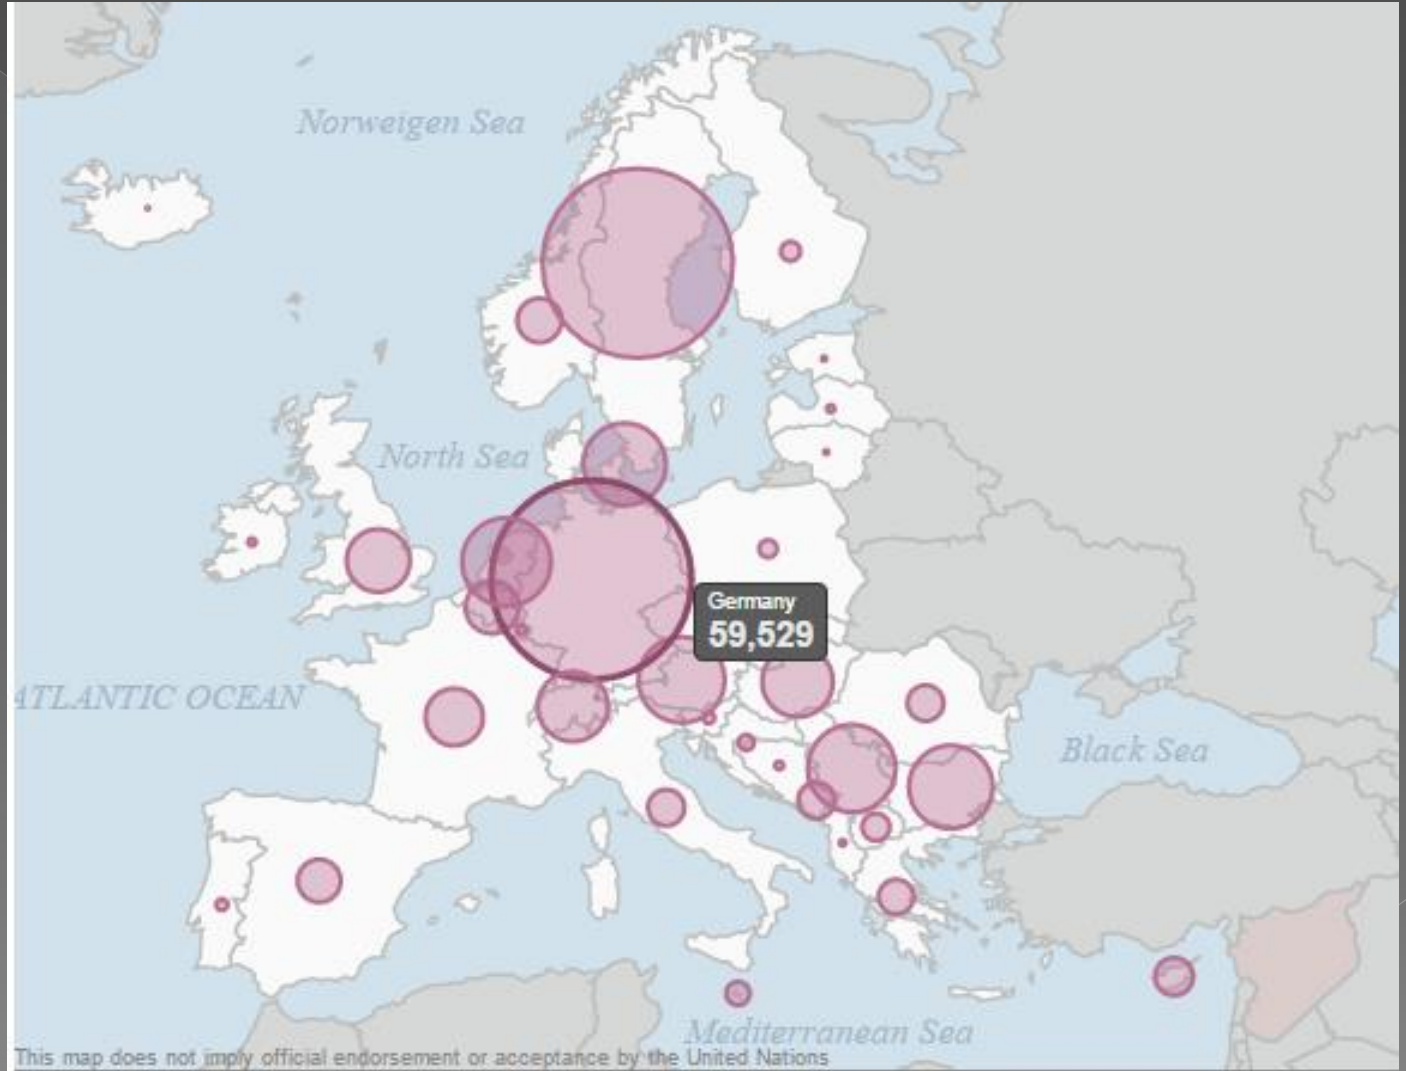 Norweigen Sea
North Sea
Germany
59,529
ATLANTIC OCEAN
Black Sea
Mediterranean Sea
This map does not imply official endorsement or acceptance by the United Nations